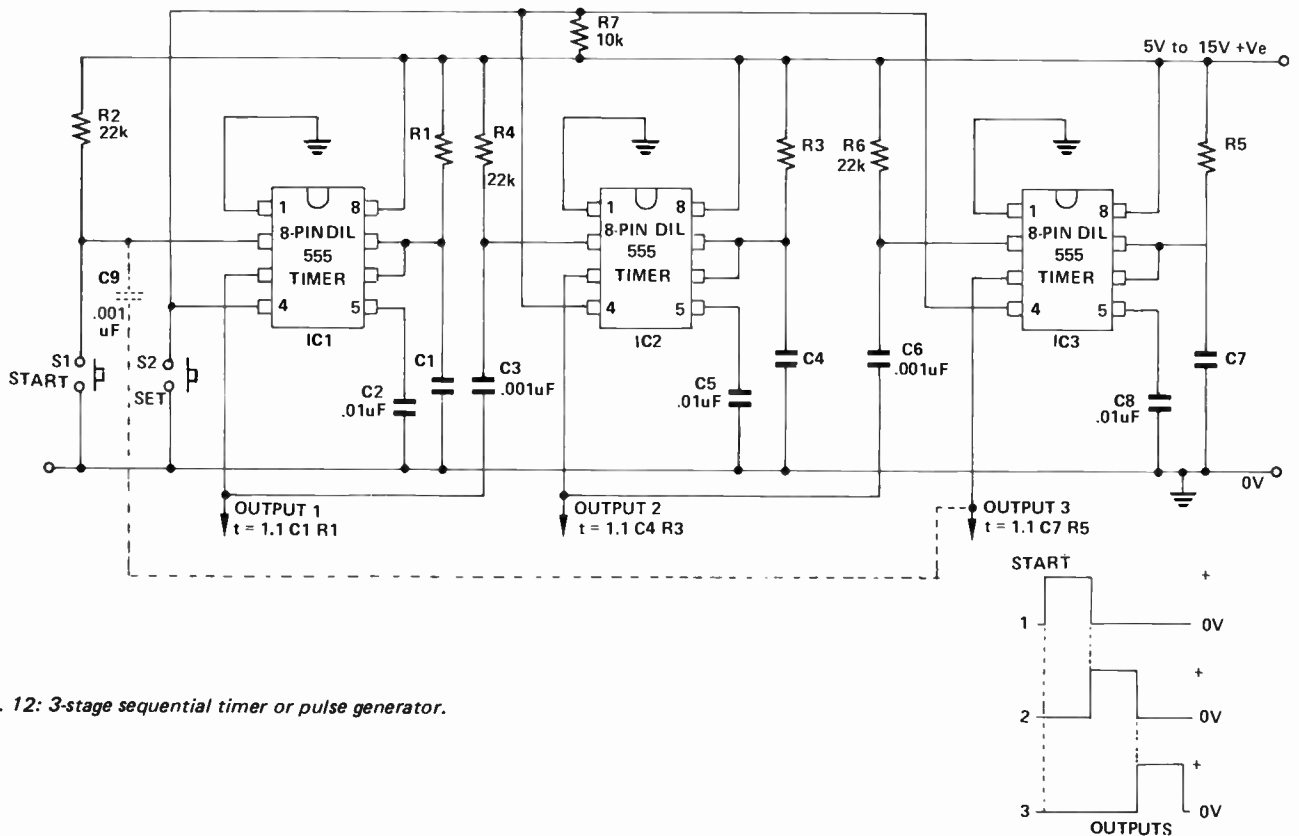 R7
10k
5V to 15V +Ve
R2
22k
R1
R4
22k
R3
R6
22k
R5
1 8
8-PIN DIL
555
TIMER
4 5
IC1
1 8
8-PIN DIL
555
TIMER
4 5
IC2
1 8
8-PIN DIL
555
TIMER
4 5
IC3
C9
.001
uF
S1
START
S2
SET
C2
.01uF
C1
C3
.001uF
C5
.01uF
C4
C6
.001uF
C8
.01uF
C7
0V
OUTPUT 1
t = 1.1 C1 R1
OUTPUT 2
t = 1.1 C4 R3
OUTPUT 3
t = 1.1 C7 R5
START
+
1 0V
+
2 0V
+
3 0V
OUTPUTS
. 12: 3-stage sequential timer or pulse generator.